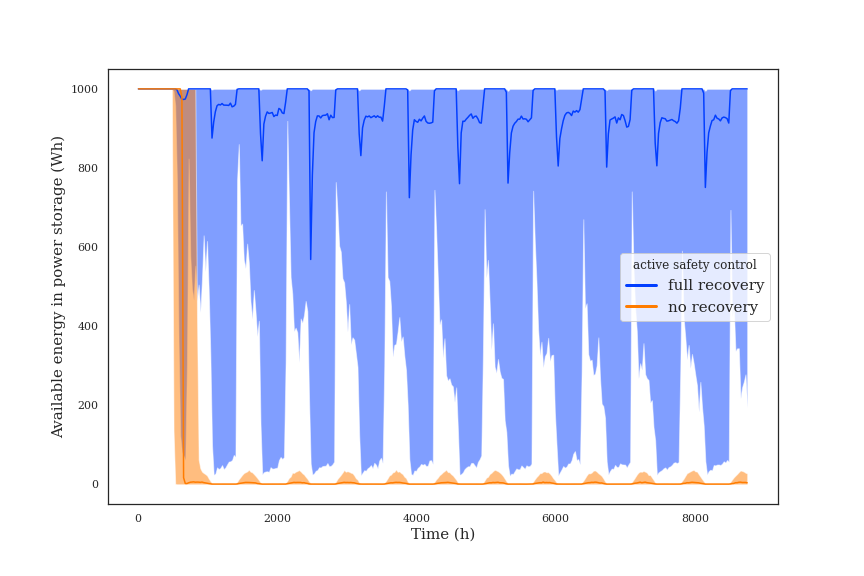 1000
800
600
400
200
0
Available energy in power storage (Wh)
active safety control
full recovery
no recovery
0 2000 4000 6000 8000
Time (h)